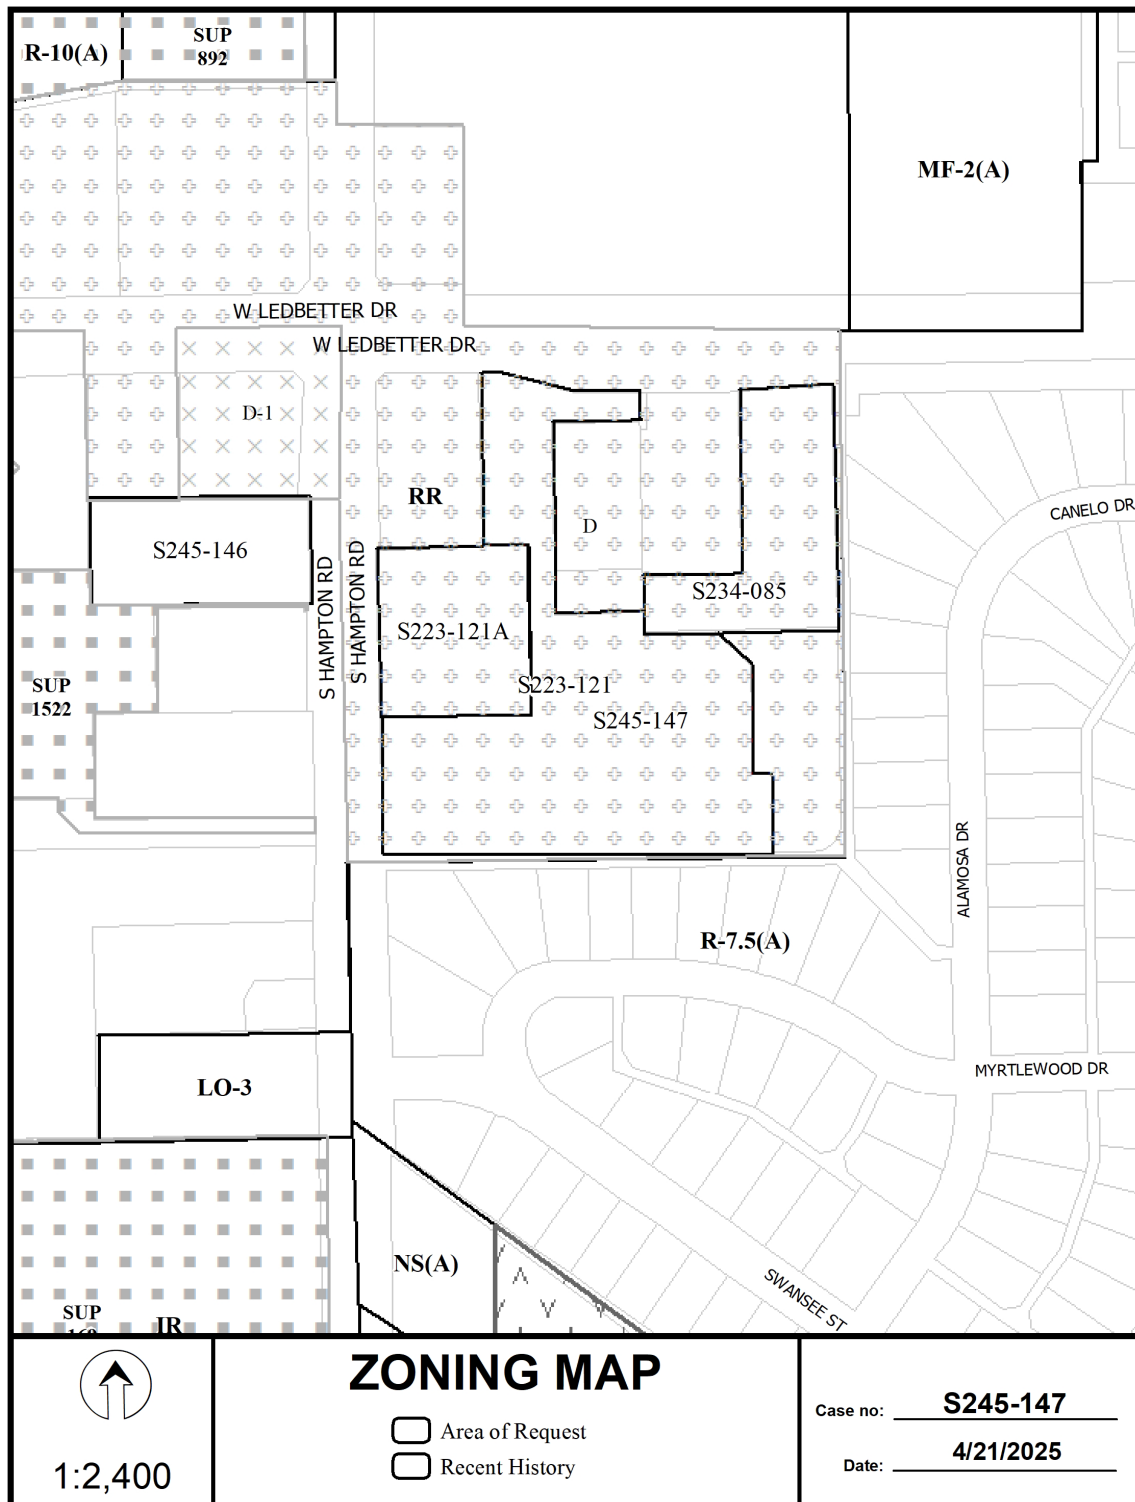 R-10(A)
SUP
892
MF-2(A)
W LEDBETTER DR
W LEDBETTER DR
D-1
RR
CANELO DR
D
S245-146
S HAMPTON RD
S HAMPTON RD
S234-085
S223-121A
SUP
1522
S223-121
S245-147
ALAMOSA DR
R-7.5(A)
MYRTLEWOOD DR
LO-3
NS(A)
SWANSEE ST
SUP
IR
ZONING MAP
Area of Request
Recent History
1:2,400
Case no: S245-147
Date: 4/21/2025